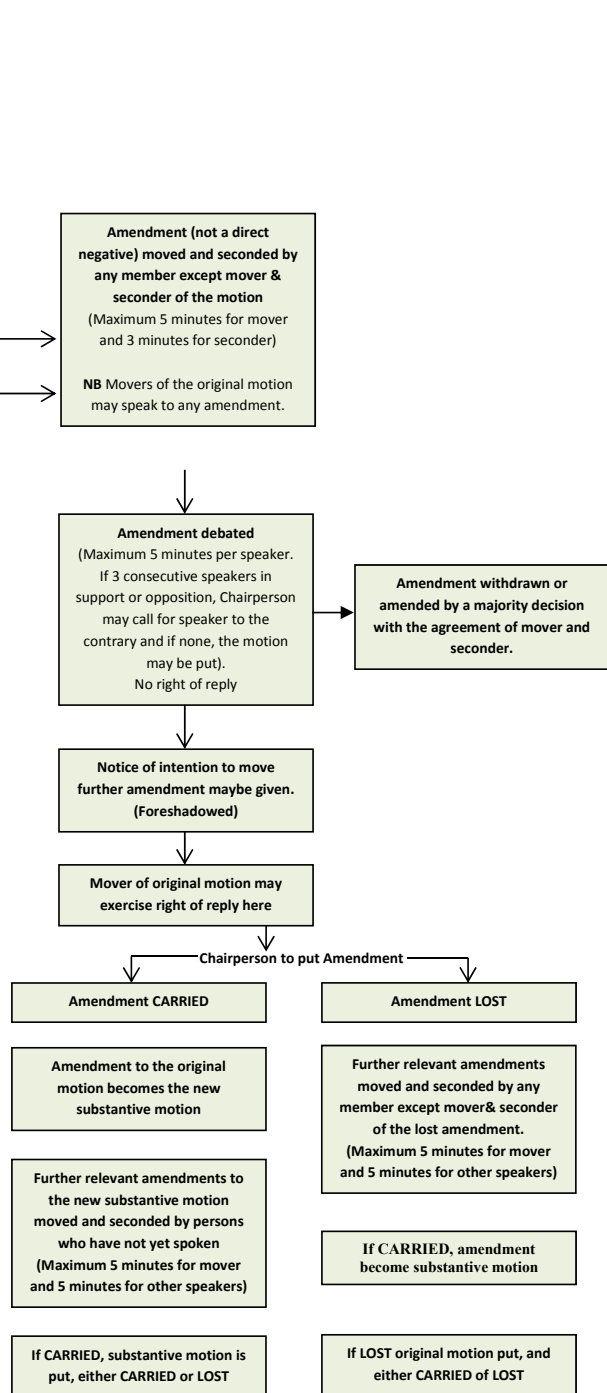 Amendment (not a direct
negative) moved and seconded by
any member except mover &
seconder of the motion
(Maximum 5 minutes for mover
and 3 minutes for seconder)
NB Movers of the original motion
may speak to any amendment.
Amendment debated
(Maximum 5 minutes per speaker.
If 3 consecutive speakers in
support or opposition, Chairperson
may call for speaker to the
contrary and if none, the motion
may be put).
No right of reply
Amendment withdrawn or
amended by a majority decision
with the agreement of mover and
seconder.
Notice of intention to move
further amendment maybe given.
(Foreshadowed)
Mover of original motion may
exercise right of reply here
Chairperson to put Amendment
Amendment CARRIED
Amendment to the original
motion becomes the new
substantive motion
Further relevant amendments to
the new substantive motion
moved and seconded by persons
who have not yet spoken
(Maximum 5 minutes for mover
and 5 minutes for other speakers)
If CARRIED, substantive motion is
put, either CARRIED or LOST
Amendment LOST
Further relevant amendments
moved and seconded by any
member except mover& seconder
of the lost amendment.
(Maximum 5 minutes for mover
and 5 minutes for other speakers)
If CARRIED, amendment
become substantive motion
If LOST original motion put, and
either CARRIED of LOST